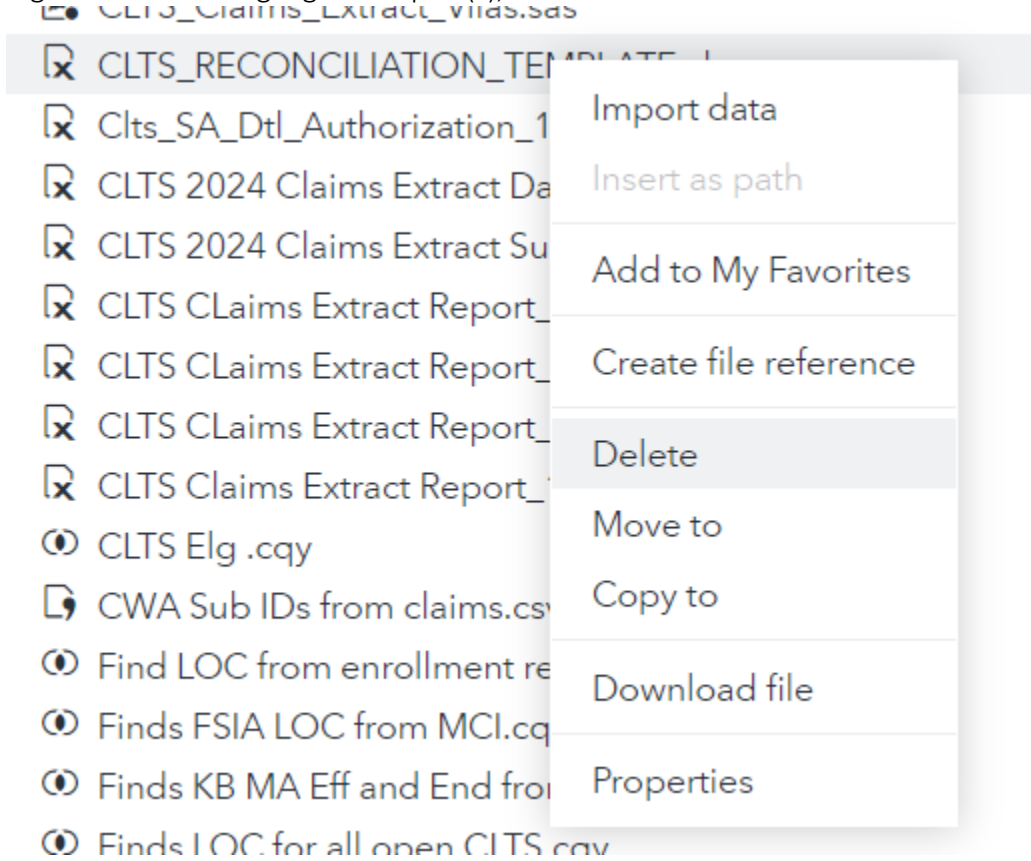 CLTS_Claims_Extract_Vilas.sas
CLTS_RECONCILIATION_TEMPLATE
Clts_SA_Dtl_Authorization_1
CLTS 2024 Claims Extract Da
CLTS 2024 Claims Extract Su
CLTS CLaims Extract Report_
CLTS CLaims Extract Report_
CLTS CLaims Extract Report_
CLTS Claims Extract Report_
CLTS Elg .cqy
CWA Sub IDs from claims.csv
Find LOC from enrollment re
Finds FSIA LOC from MCI.cq
Finds KB MA Eff and End fro
Finds LOC for all open CLTS.cqy
Import data
Insert as path
Add to My Favorites
Create file reference
Delete
Move to
Copy to
Download file
Properties